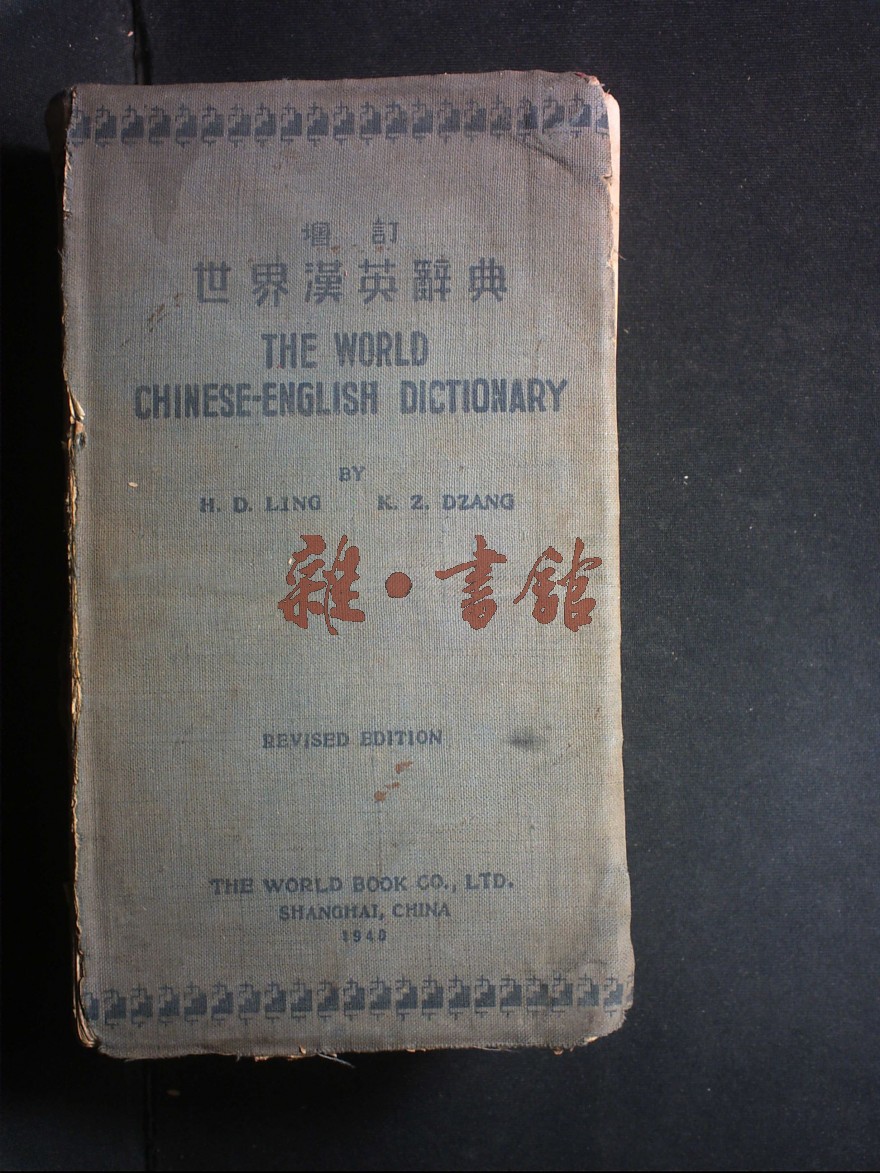 增訂
世界漢英辭典
THE WORLD
CHINESE-ENGLISH DICTIONARY
BY
H. D. LING K. Z. DZANG
雜·書館
REVISED EDITION
THE WORLD BOOK CO., LTD.
SHANGHAI, CHINA
1940